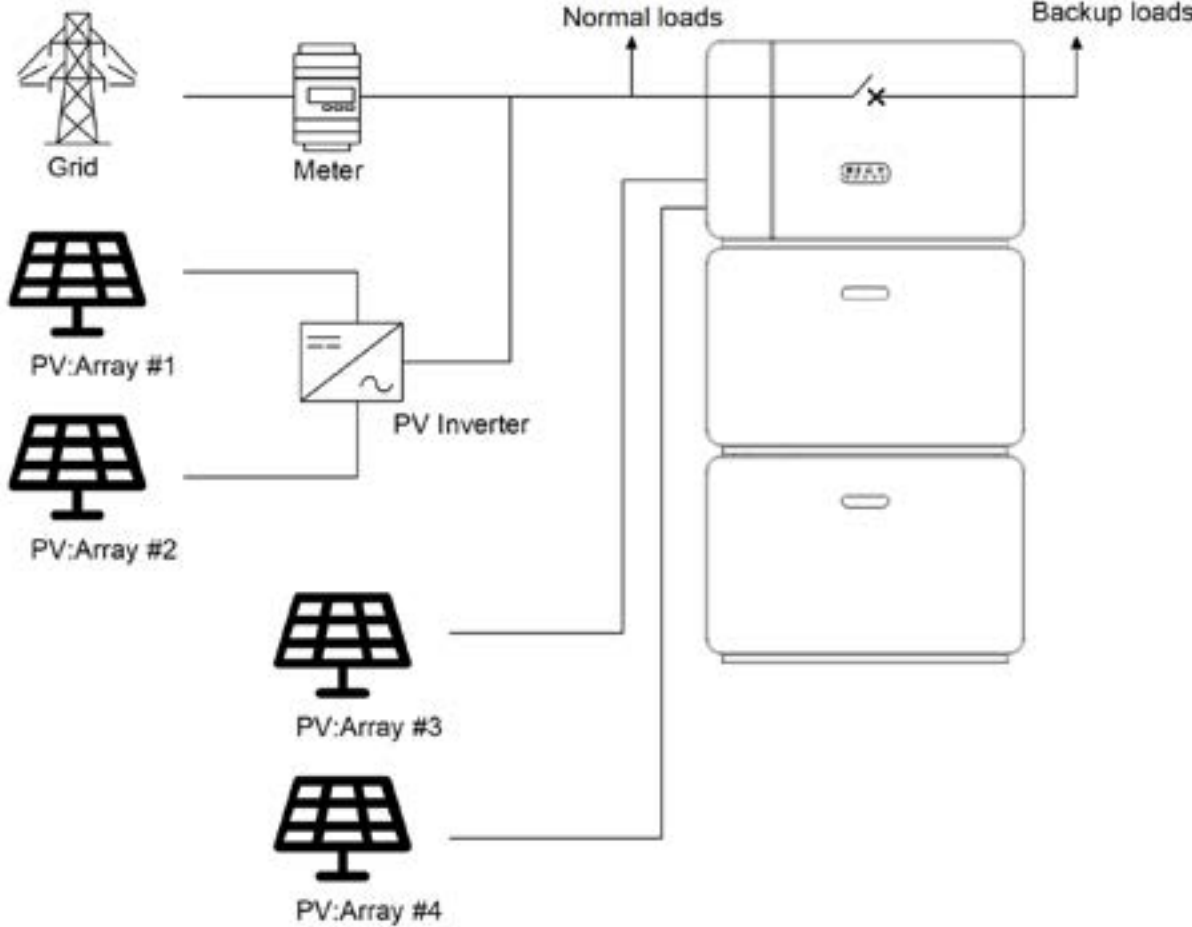 Normal loads
Backup loads
Grid
Meter
PV:Array #1
PV Inverter
PV:Array #2
PV:Array #3
PV:Array #4